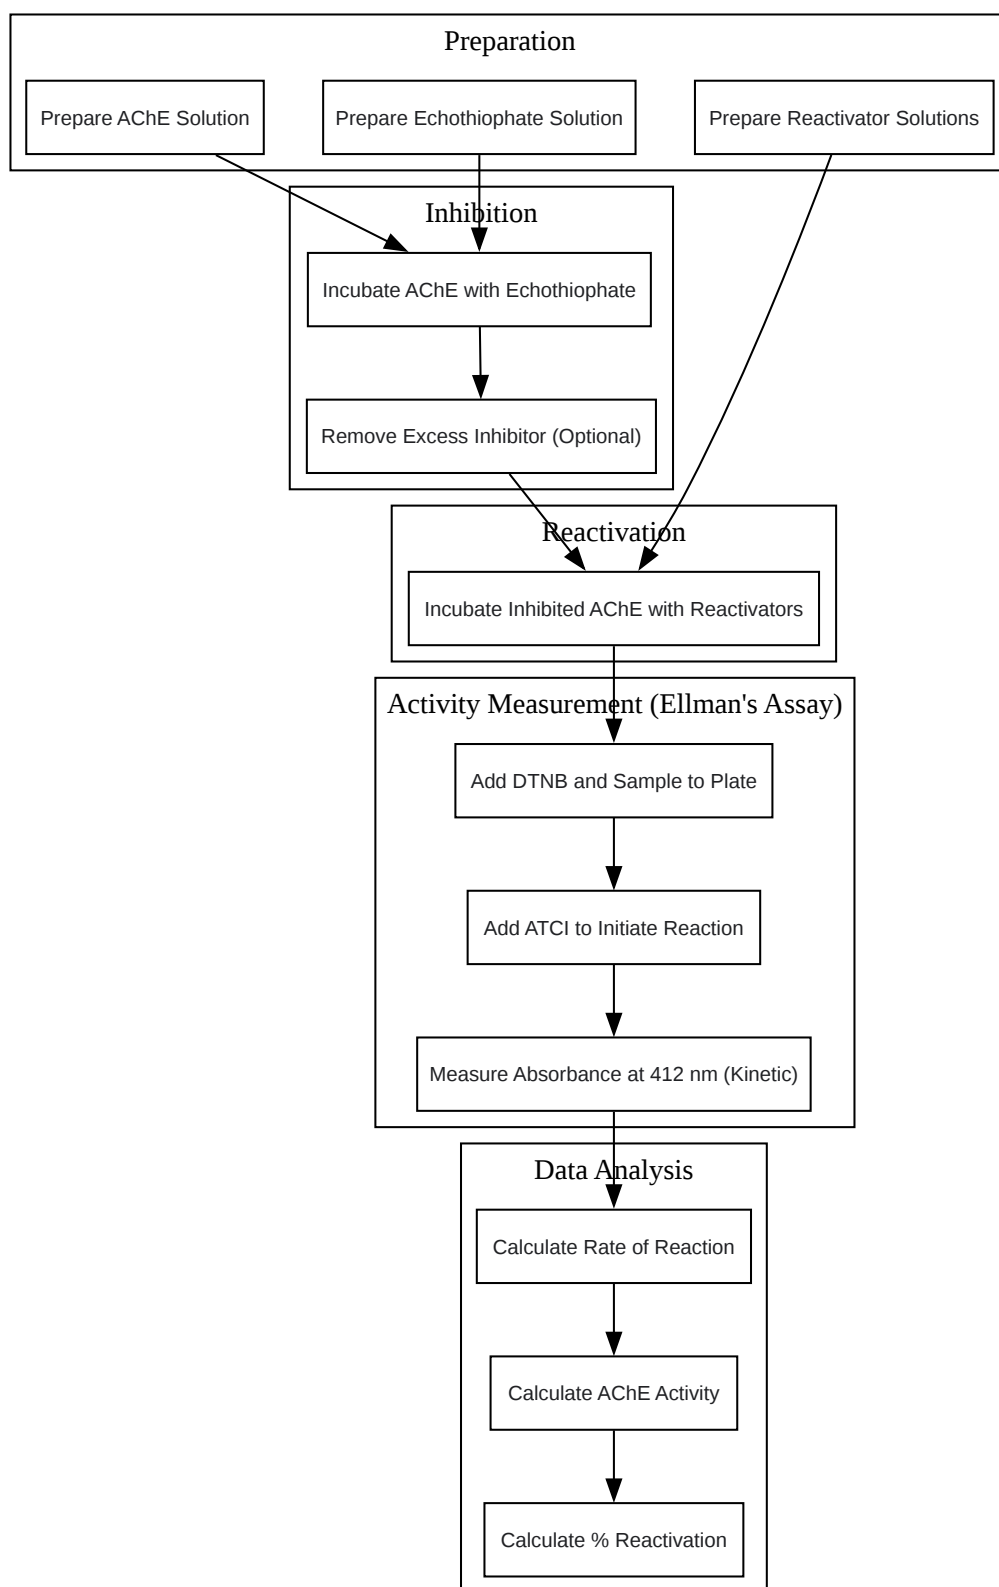 Preparation
Prepare AChE Solution
Prepare Echothiophate Solution
Prepare Reactivator Solutions
Inhibition
Incubate AChE with Echothiophate
Remove Excess Inhibitor (Optional)
Reactivation
Incubate Inhibited AChE with Reactivators
Activity Measurement (Ellman's Assay)
Add DTNB and Sample to Plate
Add ATCI to Initiate Reaction
Measure Absorbance at 412 nm (Kinetic)
Data Analysis
Calculate Rate of Reaction
Calculate AChE Activity
Calculate % Reactivation